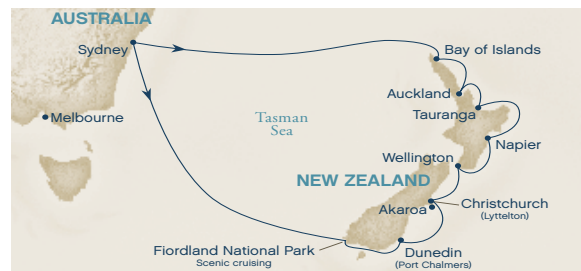 AUSTRALIA
Sydney
Bay of Islands
Auckland
Tauranga
Melbourne
Tasman
Sea
Napier
Wellington
NEW ZEALAND
Christchurch
(Lyttelton)
Akaroa
Fiordland National Park
Scenic cruising
Dunedin
(Port Chalmers)